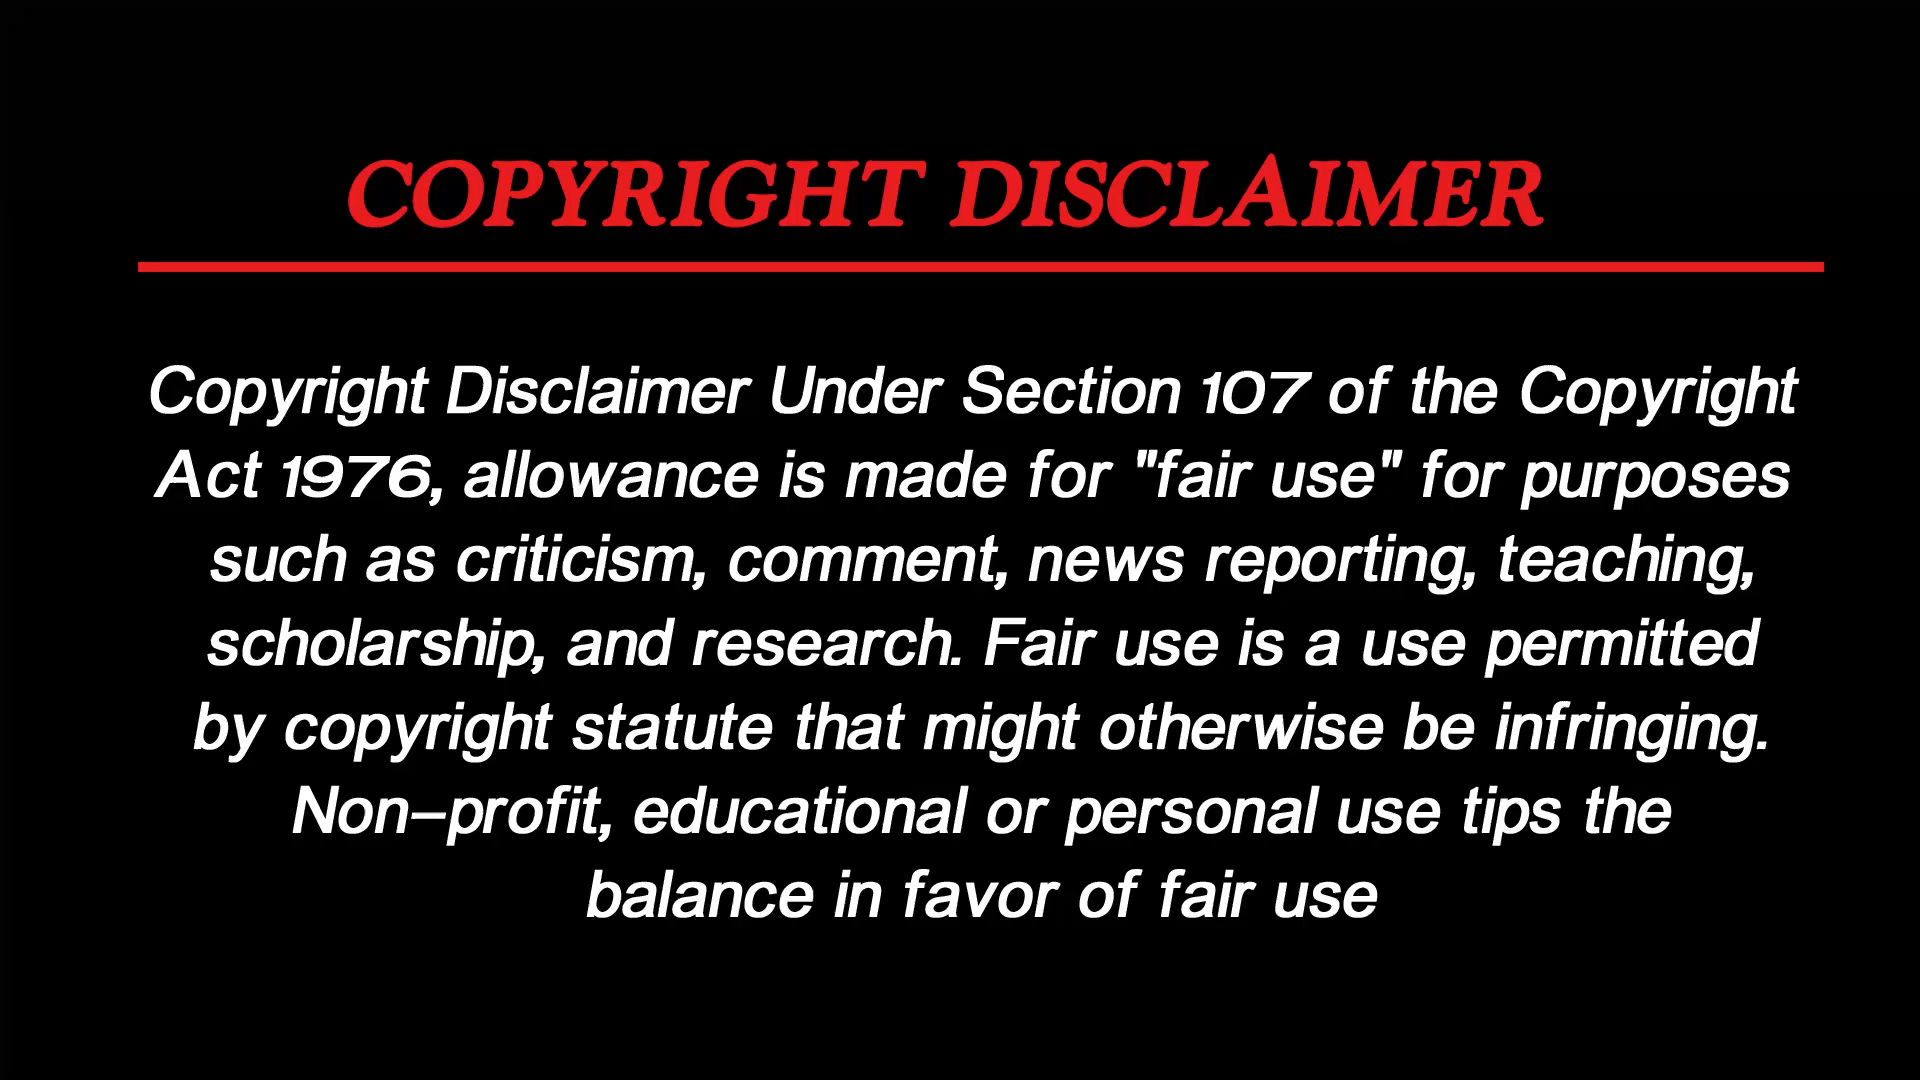 COPYRIGHT DISCLAIMER
Copyright Disclaimer Under Section 107 of the Copyright
Act 1976, allowance is made for "fair use" for purposes
such as criticism, comment, news reporting, teaching,
scholarship, and research. Fair use is a use permitted
by copyright statute that might otherwise be infringing.
Non-profit, educational or personal use tips the
balance in favor of fair use